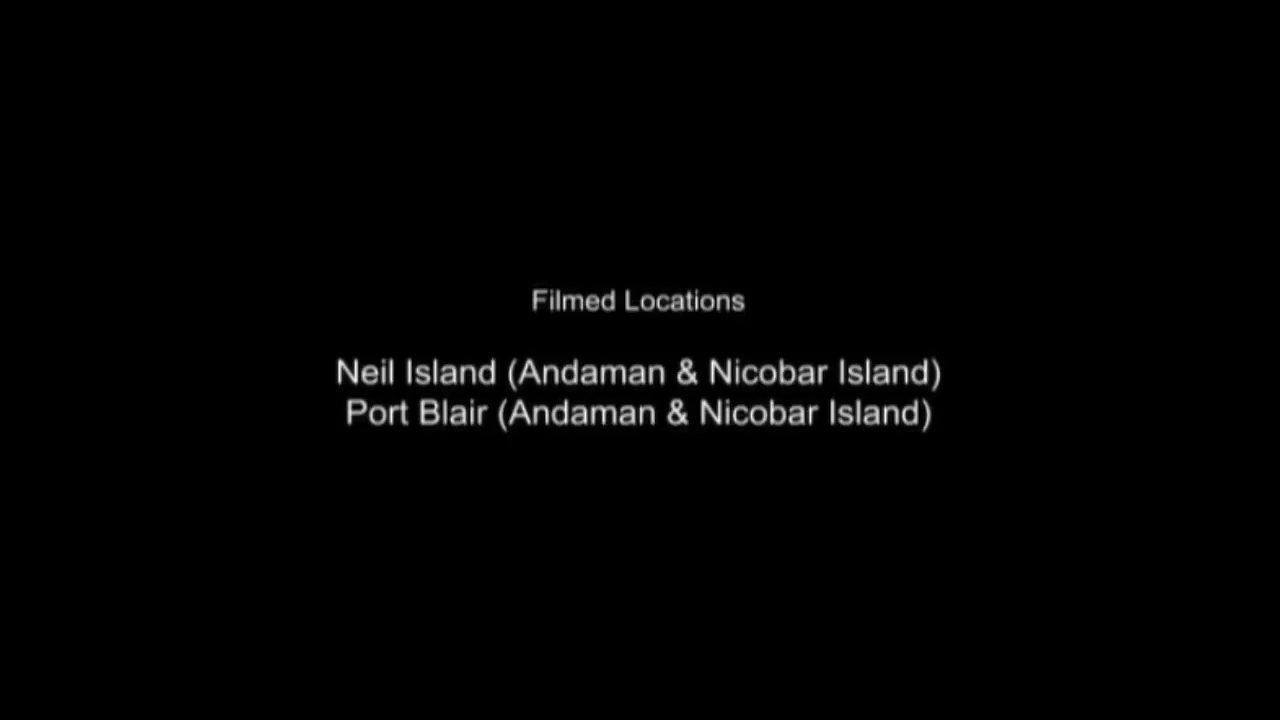 Filmed Locations
Neil Island (Andaman & Nicobar Island)
Port Blair (Andaman & Nicobar Island)